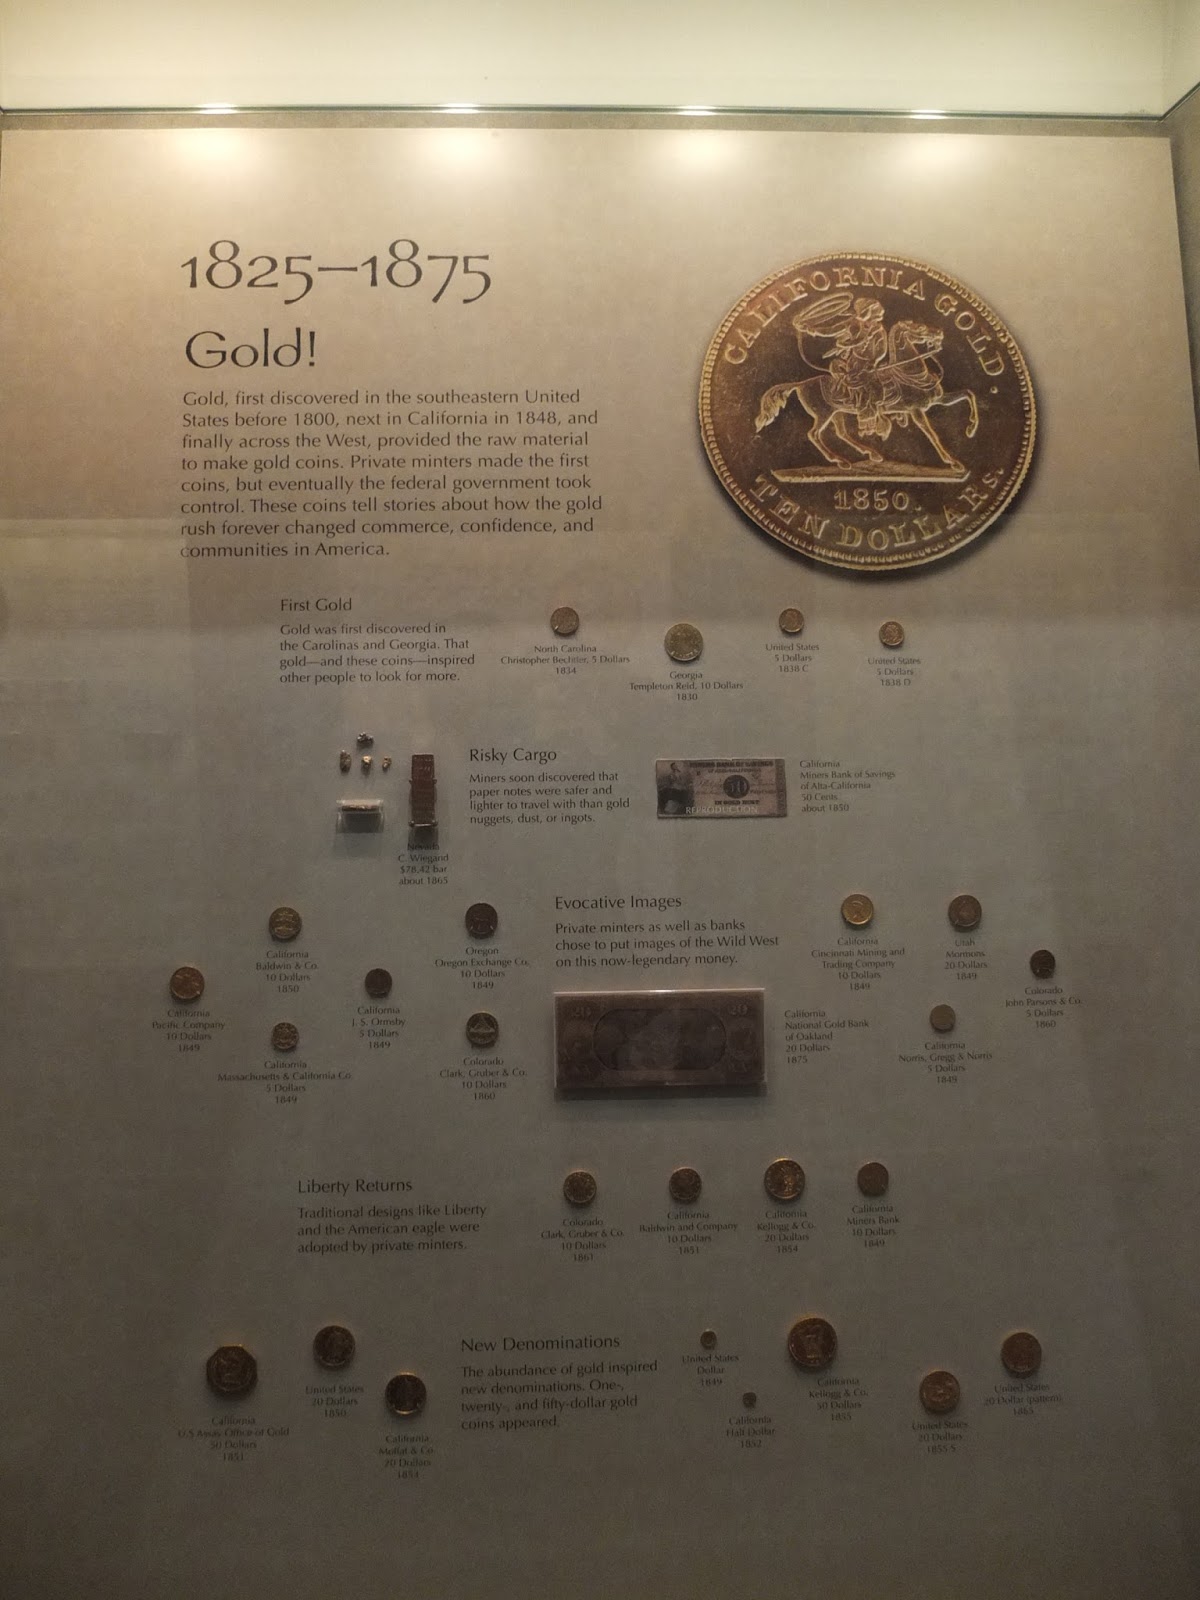 1825–1875
Gold!
Gold, first discovered in the southeastern United
States before 1800, next in California in 1848, and
finally across the West, provided the raw material
to make gold coins. Private minters made the first
coins, but eventually the federal government took
control. These coins tell stories about how the gold
rush forever changed commerce, confidence, and
communities in America.
CALIFORNIA GOLD.
1850.
TEN DOLLARS.
First Gold
Gold was first discovered in
the Carolinas and Georgia. That
gold—and these coins—inspired
other people to look for more.
North Carolina
Christopher Bechtler, 5 Dollars
1834
Georgia
Templeton Reid, 10 Dollars
1830
United States
5 Dollars
1838 C
United States
5 Dollars
1838 D
Risky Cargo
Miners soon discovered that
paper notes were safer and
lighter to travel with than gold
nuggets, dust, or ingots.
Nevada
C. Wiegand
$78.42 bar
about 1865
MINERS BANK OF SAVINGS
50
REPRODUCTION
California
Miners Bank of Savings
of Alta-California
50 Cents
about 1850
Evocative Images
Private minters as well as banks
chose to put images of the Wild West
on this now-legendary money.
California
Baldwin & Co.
10 Dollars
1850
Oregon
Oregon Exchange Co.
10 Dollars
1849
California
Pacific Company
10 Dollars
1849
California
J. S. Ormsby
5 Dollars
1849
California
Massachusetts & California Co.
5 Dollars
1849
Colorado
Clark, Gruber & Co.
10 Dollars
1860
20
20
California
National Gold Bank
of Oakland
20 Dollars
1875
California
Cincinnati Mining and
Trading Company
10 Dollars
1849
Utah
Mormons
20 Dollars
1849
Colorado
John Parsons & Co.
5 Dollars
1860
California
Norris, Gregg & Norris
5 Dollars
1849
Liberty Returns
Traditional designs like Liberty
and the American eagle were
adopted by private minters.
Colorado
Clark, Gruber & Co.
10 Dollars
1861
California
Baldwin and Company
10 Dollars
1851
California
Kellogg & Co.
20 Dollars
1854
California
Miners Bank
10 Dollars
1849
New Denominations
The abundance of gold inspired
new denominations. One-,
twenty-, and fifty-dollar gold
coins appeared.
California
U.S Assay Office of Gold
50 Dollars
1851
United States
20 Dollars
1850
California
Moffat & Co.
20 Dollars
1853
United States
Dollar
1849
California
Half Dollar
1852
California
Kellogg & Co.
50 Dollars
1855
United States
20 Dollars
1855 S
United States
20 Dollar (pattern)
1865